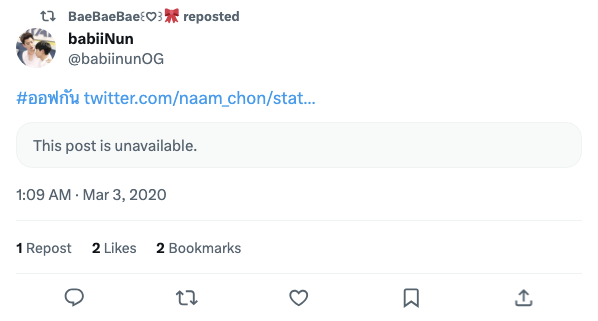 BaeBaeBae꒰♡꒱🎀 reposted
babiiNun
@babiinunOG
#ออฟกัน twitter.com/naam_chon/stat...
This post is unavailable.
1:09 AM · Mar 3, 2020
1 Repost 2 Likes 2 Bookmarks